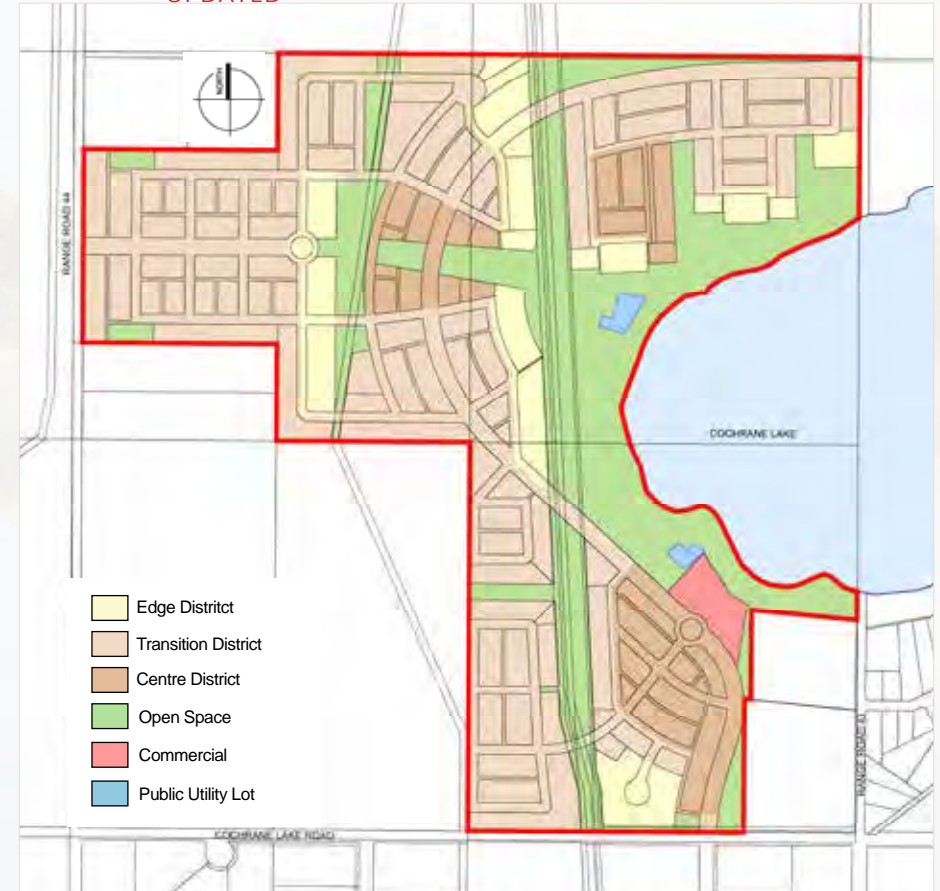 UPDATED
NORTH
RANGE ROAD 44
COCHRANE LAKE
Edge Distritct
Transition District
Centre District
Open Space
Commercial
Public Utility Lot
RANGE ROAD 43
COCHRANE LAKE ROAD